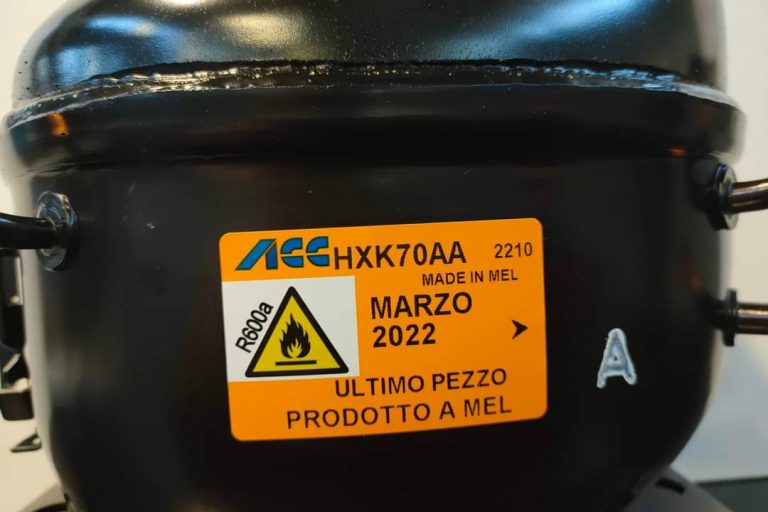 ACC HXK70AA 2210
MADE IN MEL
R600a
MARZO
2022
ULTIMO PEZZO
PRODOTTO A MEL
A